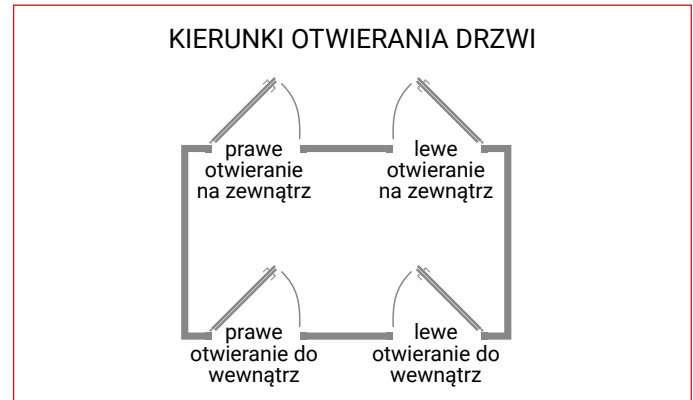 KIERUNKI OTWIERANIA DRZWI
prawe
otwieranie
na zewnątrz
lewe
otwieranie
na zewnątrz
prawe
otwieranie do
wewnątrz
lewe
otwieranie do
wewnątrz